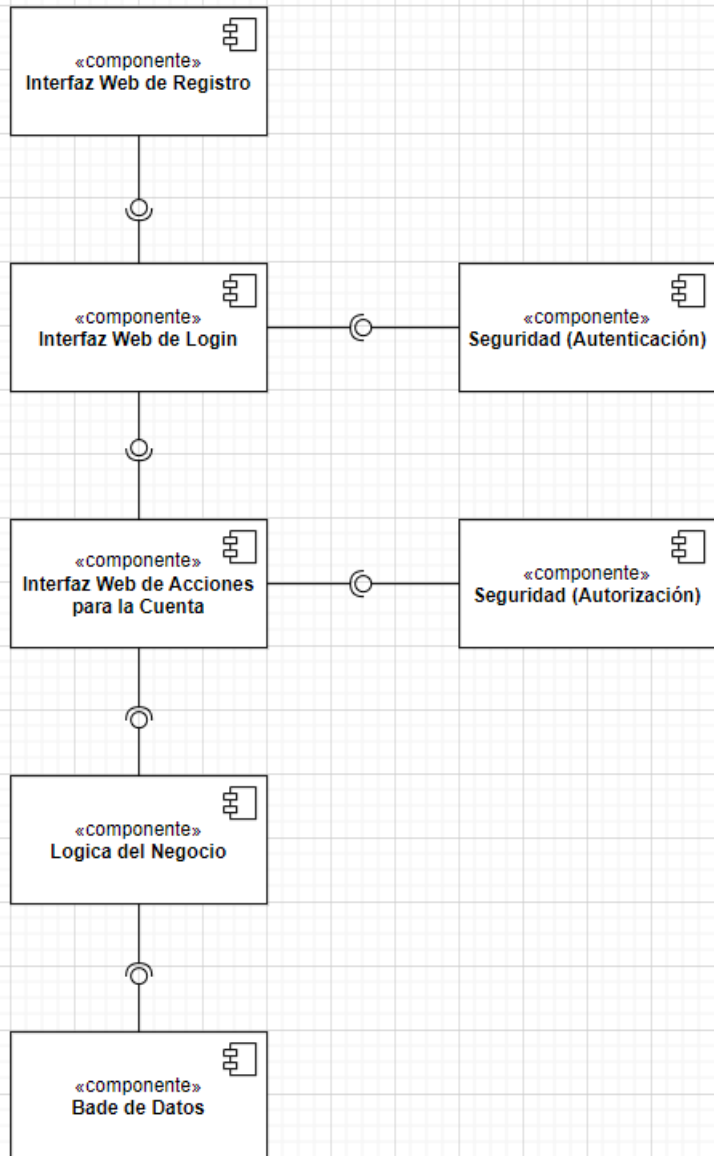 «componente»
Interfaz Web de Registro
«componente»
Interfaz Web de Login
«componente»
Seguridad (Autenticación)
«componente»
Interfaz Web de Acciones
para la Cuenta
«componente»
Seguridad (Autorización)
«componente»
Logica del Negocio
«componente»
Bade de Datos